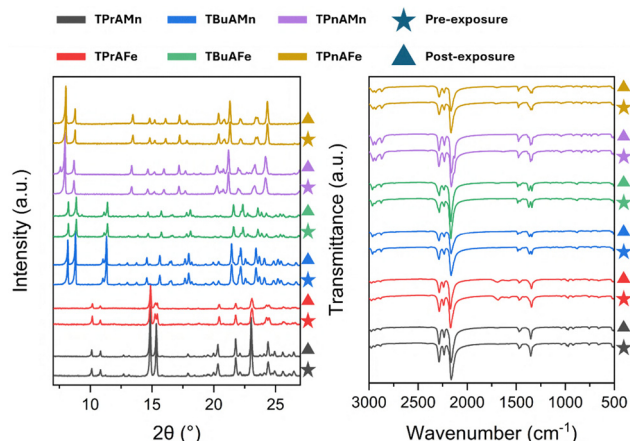 TPrAMn TBuAMn TPnAMn Pre-exposure
TPrAFe TBuAFe TPnAFe Post-exposure
Intensity (a.u.)
10 15 20 25
2θ (°)
Transmittance (a.u.)
3000 2500 2000 1500 1000 500
Wavenumber (cm⁻¹)